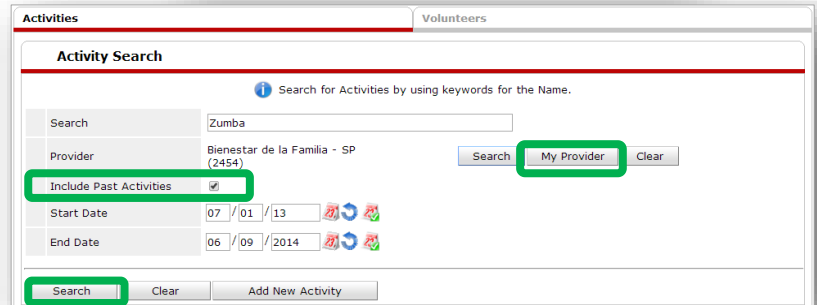 Activities Volunteers
Activity Search
Search for Activities by using keywords for the Name.
Search Zumba
Provider Bienestar de la Familia - SP (2454) Search My Provider Clear
Include Past Activities
Start Date 07 / 01 / 13
End Date 06 / 09 / 2014
Search Clear Add New Activity